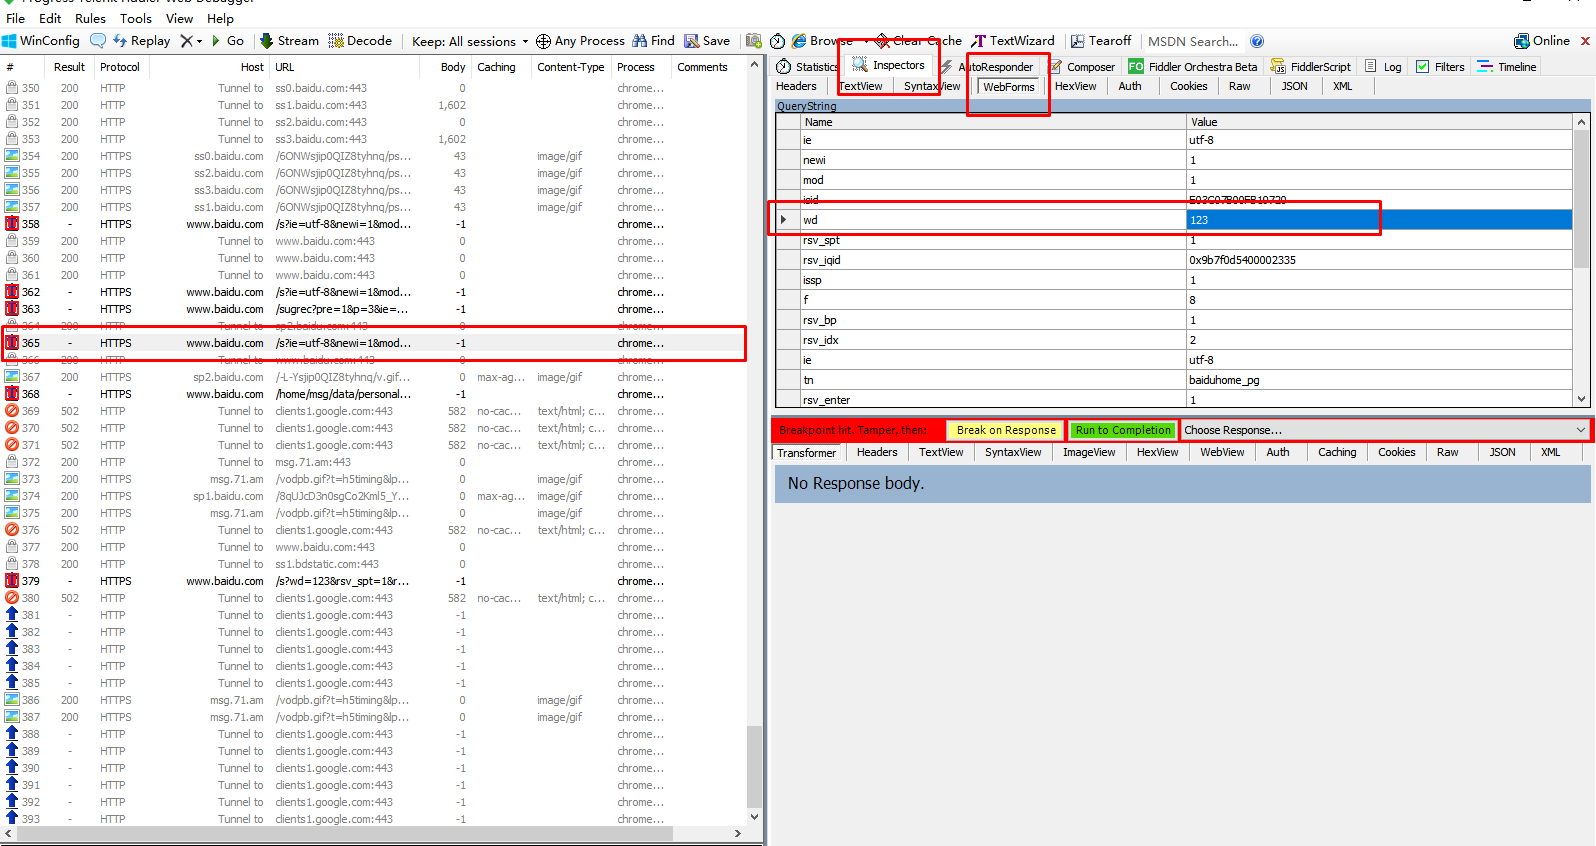 Progress Telerik Fiddler Web Debugger
File Edit Rules Tools View Help
WinConfig Replay Go Stream Decode Keep: All sessions Any Process Find Save Browse Clear Cache TextWizard Tearoff MSDN Search... Online
# Result Protocol Host URL Body Caching Content-Type Process Comments
350 200 HTTP Tunnel to ss0.baidu.com:443 0 chrome...
351 200 HTTP Tunnel to ss1.baidu.com:443 1,602 chrome...
352 200 HTTP Tunnel to ss2.baidu.com:443 0 chrome...
353 200 HTTP Tunnel to ss3.baidu.com:443 1,602 chrome...
354 200 HTTPS ss0.baidu.com /6ONWsjip0QIZ8tyhnq/ps... 43 image/gif chrome...
355 200 HTTPS ss2.baidu.com /6ONWsjip0QIZ8tyhnq/ps... 43 image/gif chrome...
356 200 HTTPS ss3.baidu.com /6ONWsjip0QIZ8tyhnq/ps... 43 image/gif chrome...
357 200 HTTPS ss1.baidu.com /6ONWsjip0QIZ8tyhnq/ps... 43 image/gif chrome...
358 - HTTPS www.baidu.com /s?ie=utf-8&newi=1&mod... -1 chrome...
359 200 HTTP Tunnel to www.baidu.com:443 0 chrome...
360 200 HTTP Tunnel to www.baidu.com:443 0 chrome...
361 200 HTTP Tunnel to www.baidu.com:443 0 chrome...
362 - HTTPS www.baidu.com /s?ie=utf-8&newi=1&mod... -1 chrome...
363 - HTTPS www.baidu.com /sugrec?pre=1&p=3&ie=... -1 chrome...
364 200 HTTP Tunnel to sp2.baidu.com:443 0 chrome...
365 - HTTPS www.baidu.com /s?ie=utf-8&newi=1&mod... -1 chrome...
366 200 HTTP Tunnel to www.baidu.com:443 0 chrome...
367 200 HTTPS sp2.baidu.com /-L-Ysjip0QIZ8tyhnq/v.gif... 0 max-ag... image/gif chrome...
368 - HTTPS www.baidu.com /home/msg/data/personal... -1 chrome...
369 502 HTTP Tunnel to clients1.google.com:443 582 no-cac... text/html; c... chrome...
370 502 HTTP Tunnel to clients1.google.com:443 582 no-cac... text/html; c... chrome...
371 502 HTTP Tunnel to clients1.google.com:443 582 no-cac... text/html; c... chrome...
372 200 HTTP Tunnel to msg.71.am:443 0 chrome...
373 200 HTTPS msg.71.am /vodpb.gif?t=h5timing&lp... 0 image/gif chrome...
374 200 HTTPS sp1.baidu.com /8qUJcD3n0sgCo2Kml5_Y... 0 max-ag... image/gif chrome...
375 200 HTTPS msg.71.am /vodpb.gif?t=h5timing&lp... 0 image/gif chrome...
376 502 HTTP Tunnel to clients1.google.com:443 582 no-cac... text/html; c... chrome...
377 200 HTTP Tunnel to www.baidu.com:443 0 chrome...
378 200 HTTP Tunnel to ss1.bdstatic.com:443 0 chrome...
379 - HTTPS www.baidu.com /s?wd=123&rsv_spt=1&r... -1 chrome...
380 502 HTTP Tunnel to clients1.google.com:443 582 no-cac... text/html; c... chrome...
381 - HTTP Tunnel to clients1.google.com:443 -1 chrome...
382 - HTTP Tunnel to clients1.google.com:443 -1 chrome...
383 - HTTP Tunnel to clients1.google.com:443 -1 chrome...
384 - HTTP Tunnel to clients1.google.com:443 -1 chrome...
385 - HTTP Tunnel to clients1.google.com:443 -1 chrome...
386 200 HTTPS msg.71.am /vodpb.gif?t=h5timing&lp... 0 image/gif chrome...
387 200 HTTPS msg.71.am /vodpb.gif?t=h5timing&lp... 0 image/gif chrome...
388 - HTTP Tunnel to clients1.google.com:443 -1 chrome...
389 - HTTP Tunnel to clients1.google.com:443 -1 chrome...
390 - HTTP Tunnel to clients1.google.com:443 -1 chrome...
391 - HTTP Tunnel to clients1.google.com:443 -1 chrome...
392 - HTTP Tunnel to clients1.google.com:443 -1 chrome...
393 - HTTP Tunnel to clients1.google.com:443 -1 chrome...
Statistics Inspectors AutoResponder Composer FO Fiddler Orchestra Beta FiddlerScript Log Filters Timeline
Headers TextView SyntaxView WebForms HexView Auth Cookies Raw JSON XML
QueryString
Name Value
ie utf-8
newi 1
mod 1
isid E03C07B00FB19720
wd 123
rsv_spt 1
rsv_iqid 0x9b7f0d5400002335
issp 1
f 8
rsv_bp 1
rsv_idx 2
ie utf-8
tn baiduhome_pg
rsv_enter 1
Breakpoint hit. Tamper, then: Break on Response Run to Completion Choose Response...
Transformer Headers TextView SyntaxView ImageView HexView WebView Auth Caching Cookies Raw JSON XML
No Response body.